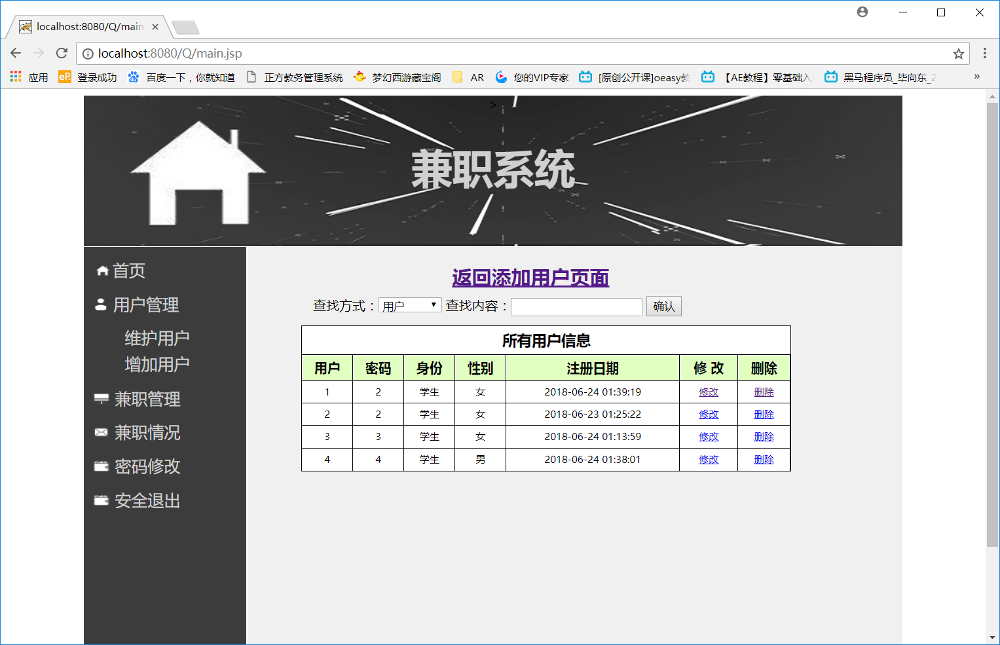 localhost:8080/Q/main
localhost:8080/Q/main.jsp
应用 登录成功 百度一下，你就知道 正方教务管理系统 梦幻西游藏宝阁 AR 您的VIP专家 [原创公开课]oeasy教 【AE教程】零基础入 黑马程序员_毕向东_2 »
>
兼职系统
首页
用户管理
维护用户
增加用户
兼职管理
兼职情况
密码修改
安全退出
返回添加用户页面
查找方式：用户 查找内容： 确认
所有用户信息
用户 密码 身份 性别 注册日期 修 改 删除
1 2 学生 女 2018-06-24 01:39:19 修改 删除
2 2 学生 女 2018-06-23 01:25:22 修改 删除
3 3 学生 女 2018-06-24 01:13:59 修改 删除
4 4 学生 男 2018-06-24 01:38:01 修改 删除